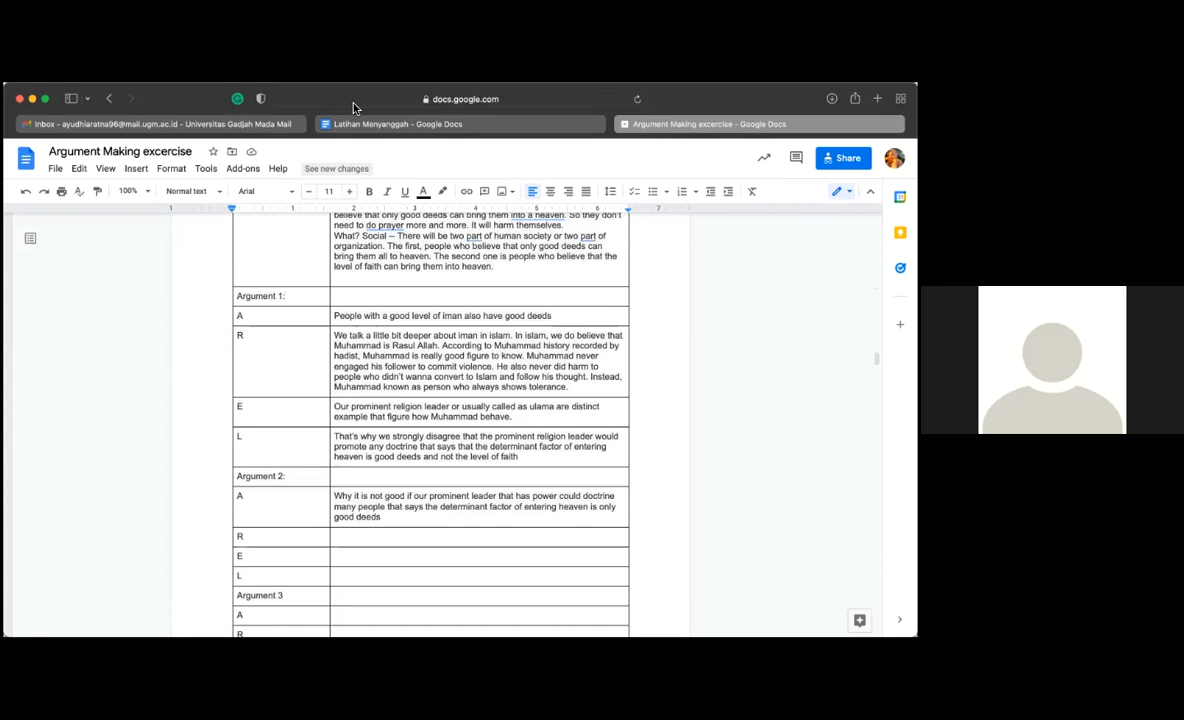 docs.google.com
Inbox - ayudhiaratna96@mail.ugm.ac.id - Universitas Gadjah Mada Mail
Latihan Menyanggah - Google Docs
Argument Making excercise - Google Docs
Argument Making excercise
File Edit View Insert Format Tools Add-ons Help See new changes
Share
100% Normal text Arial 11
1 1 2 3 4 5 6 7
believe that only good deeds can bring them into a heaven. So they don't
need to do prayer more and more. It will harm themselves.
What? Social -- There will be two part of human society or two part of
organization. The first, people who believe that only good deeds can
bring them all to heaven. The second one is people who believe that the
level of faith can bring them into heaven.
Argument 1:
A People with a good level of iman also have good deeds
R We talk a little bit deeper about iman in islam. In islam, we do believe that
Muhammad is Rasul Allah. According to Muhammad history recorded by
hadist, Muhammad is really good figure to know. Muhammad never
engaged his follower to commit violence. He also never did harm to
people who didn't wanna convert to Islam and follow his thought. Instead,
Muhammad known as person who always shows tolerance.
E Our prominent religion leader or usually called as ulama are distinct
example that figure how Muhammad behave.
L That's why we strongly disagree that the prominent religion leader would
promote any doctrine that says that the determinant factor of entering
heaven is good deeds and not the level of faith
Argument 2:
A Why it is not good if our prominent leader that has power could doctrine
many people that says the determinant factor of entering heaven is only
good deeds
R
E
L
Argument 3
A
R